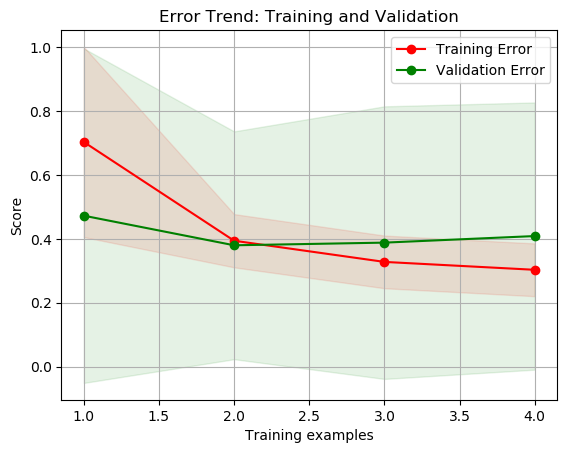 Error Trend: Training and Validation
Training Error
Validation Error
Score
1.0
0.8
0.6
0.4
0.2
0.0
1.0 1.5 2.0 2.5 3.0 3.5 4.0
Training examples